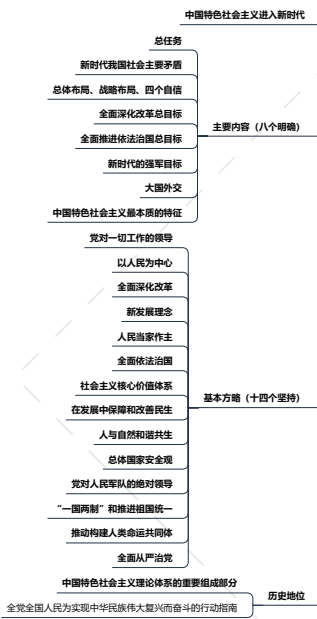 中国特色社会主义进入新时代
总任务
新时代我国社会主要矛盾
总体布局、战略布局、四个自信
全面深化改革总目标
全面推进依法治国总目标
新时代的强军目标
大国外交
中国特色社会主义最本质的特征
主要内容（八个明确）
党对一切工作的领导
以人民为中心
全面深化改革
新发展理念
人民当家作主
全面依法治国
社会主义核心价值体系
在发展中保障和改善民生
人与自然和谐共生
总体国家安全观
党对人民军队的绝对领导
“一国两制”和推进祖国统一
推动构建人类命运共同体
全面从严治党
基本方略（十四个坚持）
中国特色社会主义理论体系的重要组成部分
全党全国人民为实现中华民族伟大复兴而奋斗的行动指南
历史地位